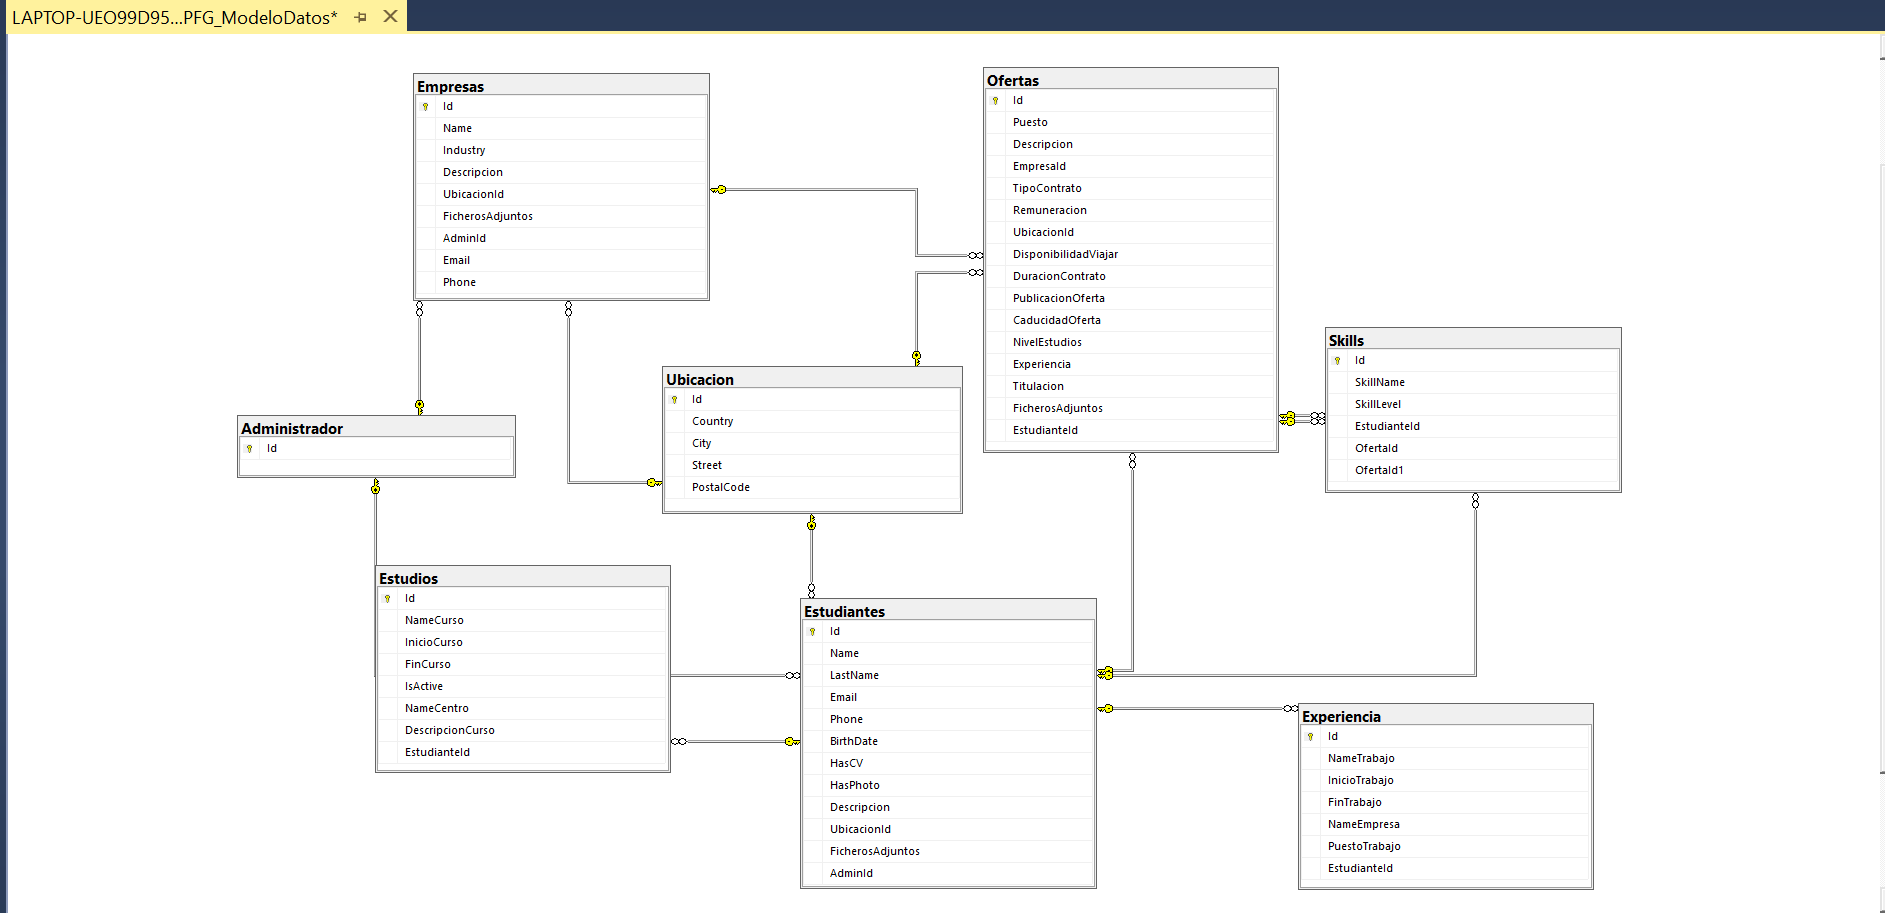 LAPTOP-UEO99D95...PFG_ModeloDatos*
Empresas
Id
Name
Industry
Descripcion
UbicacionId
FicherosAdjuntos
AdminId
Email
Phone
Ofertas
Id
Puesto
Descripcion
EmpresaId
TipoContrato
Remuneracion
UbicacionId
DisponibilidadViajar
DuracionContrato
PublicacionOferta
CaducidadOferta
NivelEstudios
Experiencia
Titulacion
FicherosAdjuntos
EstudianteId
Skills
Id
SkillName
SkillLevel
EstudianteId
OfertaId
OfertaId1
Ubicacion
Id
Country
City
Street
PostalCode
Administrador
Id
Estudios
Id
NameCurso
InicioCurso
FinCurso
IsActive
NameCentro
DescripcionCurso
EstudianteId
Estudiantes
Id
Name
LastName
Email
Phone
BirthDate
HasCV
HasPhoto
Descripcion
UbicacionId
FicherosAdjuntos
AdminId
Experiencia
Id
NameTrabajo
InicioTrabajo
FinTrabajo
NameEmpresa
PuestoTrabajo
EstudianteId